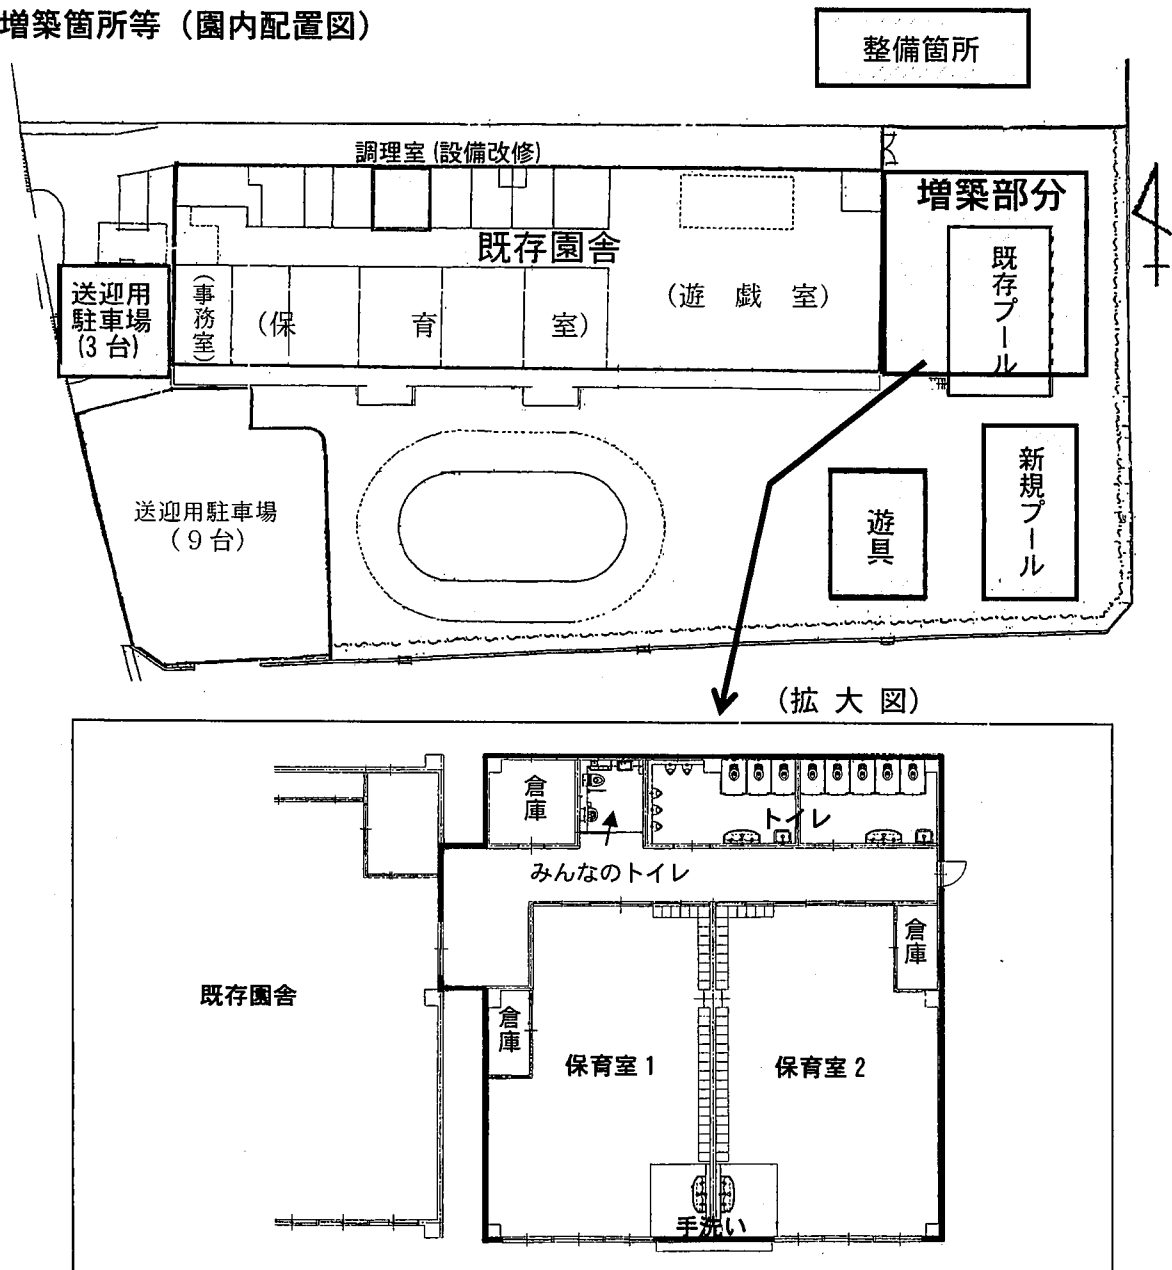 増築箇所等（園内配置図）
整備箇所
調理室(設備改修)
増築部分
既存園舎
既存プール
送迎用
駐車場
(3台)
(事務室)
(保育室)
(遊戯室)
送迎用駐車場
(9台)
遊具
新規プール
(拡大図)
倉庫
トイレ
みんなのトイレ
倉庫
既存園舎
倉庫
保育室1
保育室2
手洗い